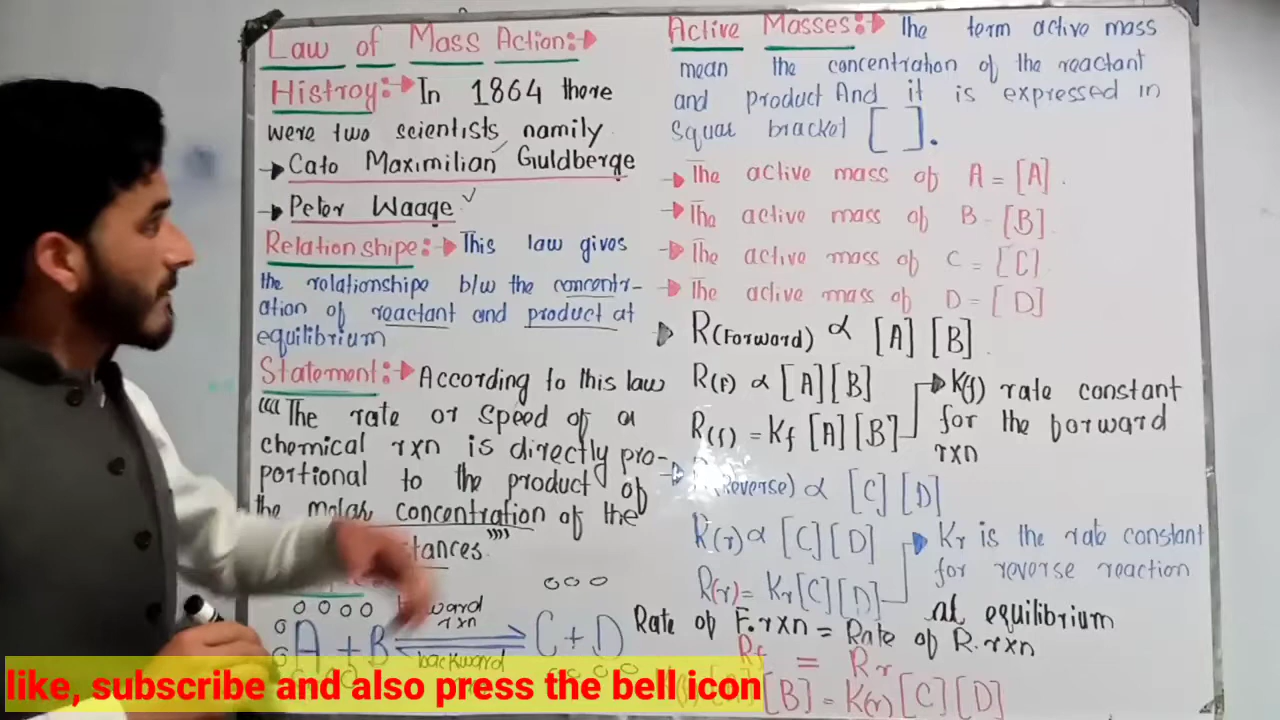 Law of Mass Action:→
Histroy:→ In 1864 there
were two scientists namily
→ Cato Maximilian Guldberge
→ Peter Waage ✓
Relationshipe:→ This law gives
the relationshipe b/w the concentr-
ation of reactant and product at
equilibrium
Statement:→ According to this law
““The rate or speed of a
chemical rxn is directly pro-
portional to the product of
the molar concentration of the
stances””
forward
rxn
A + B ⇌ C + D
backward
Active Masses:→ The term active mass
mean the concentration of the reactant
and product And it is expressed in
Squar bracket [ ].
→ The active mass of A = [A].
→ The active mass of B - [B]
→ The active mass of C = [C]
→ The active mass of D = [D]
R(Forward) ∝ [A] [B]
R(f) ∝ [A][B]
R(f) = Kf [A][B]
→ K(f) rate constant
for the forward
rxn
R(Reverse) ∝ [C][D]
R(r) ∝ [C][D]
R(r) = Kr[C][D]
→ Kr is the rate constant
for reverse reaction
at equilibrium
Rate of F.rxn = Rate of R.rxn
Rf = Rr
[B] = K(r)[C][D]
like, subscribe and also press the bell icon